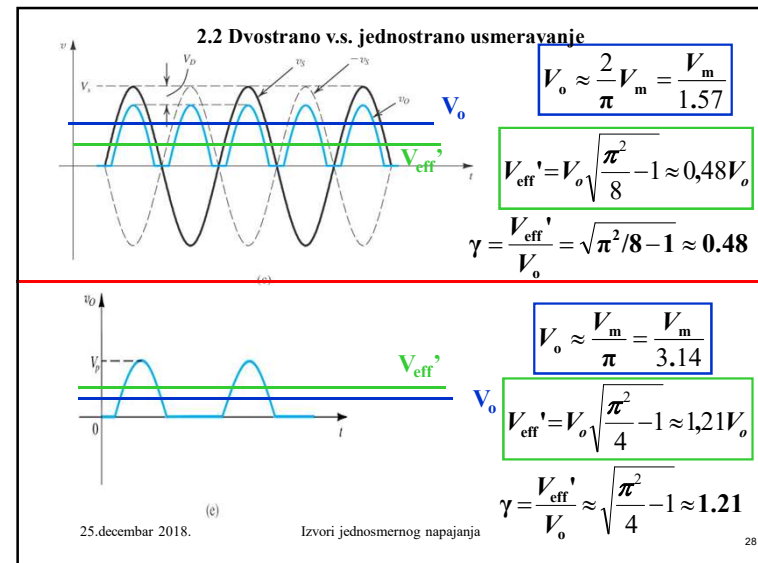 2.2 Dvostrano v.s. jednostrano usmeravanje
v
V_D
v_S
−v_S
V_s
v_O
V_o
V_eff'
t
V_o ≈ 2/π V_m = V_m/1.57
V_eff' = V_o √(π²/8 − 1) ≈ 0,48V_o
γ = V_eff'/V_o = √(π²/8 − 1) ≈ 0.48
v_O
V_p
0
t
V_eff'
V_o
(e)
V_o ≈ V_m/π = V_m/3.14
V_eff' = V_o √(π²/4 − 1) ≈ 1,21V_o
γ = V_eff'/V_o ≈ √(π²/4 − 1) ≈ 1.21
25.decembar 2018.
Izvori jednosmernog napajanja
28